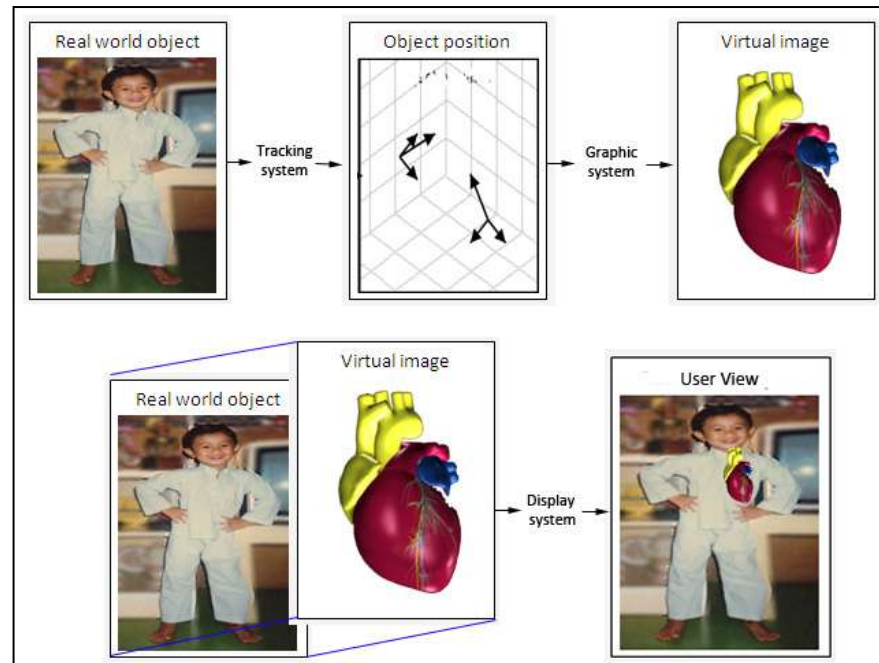 Real world object
Object position
Virtual image
Tracking
system
Graphic
system
Virtual image
Real world object
User View
Display
system